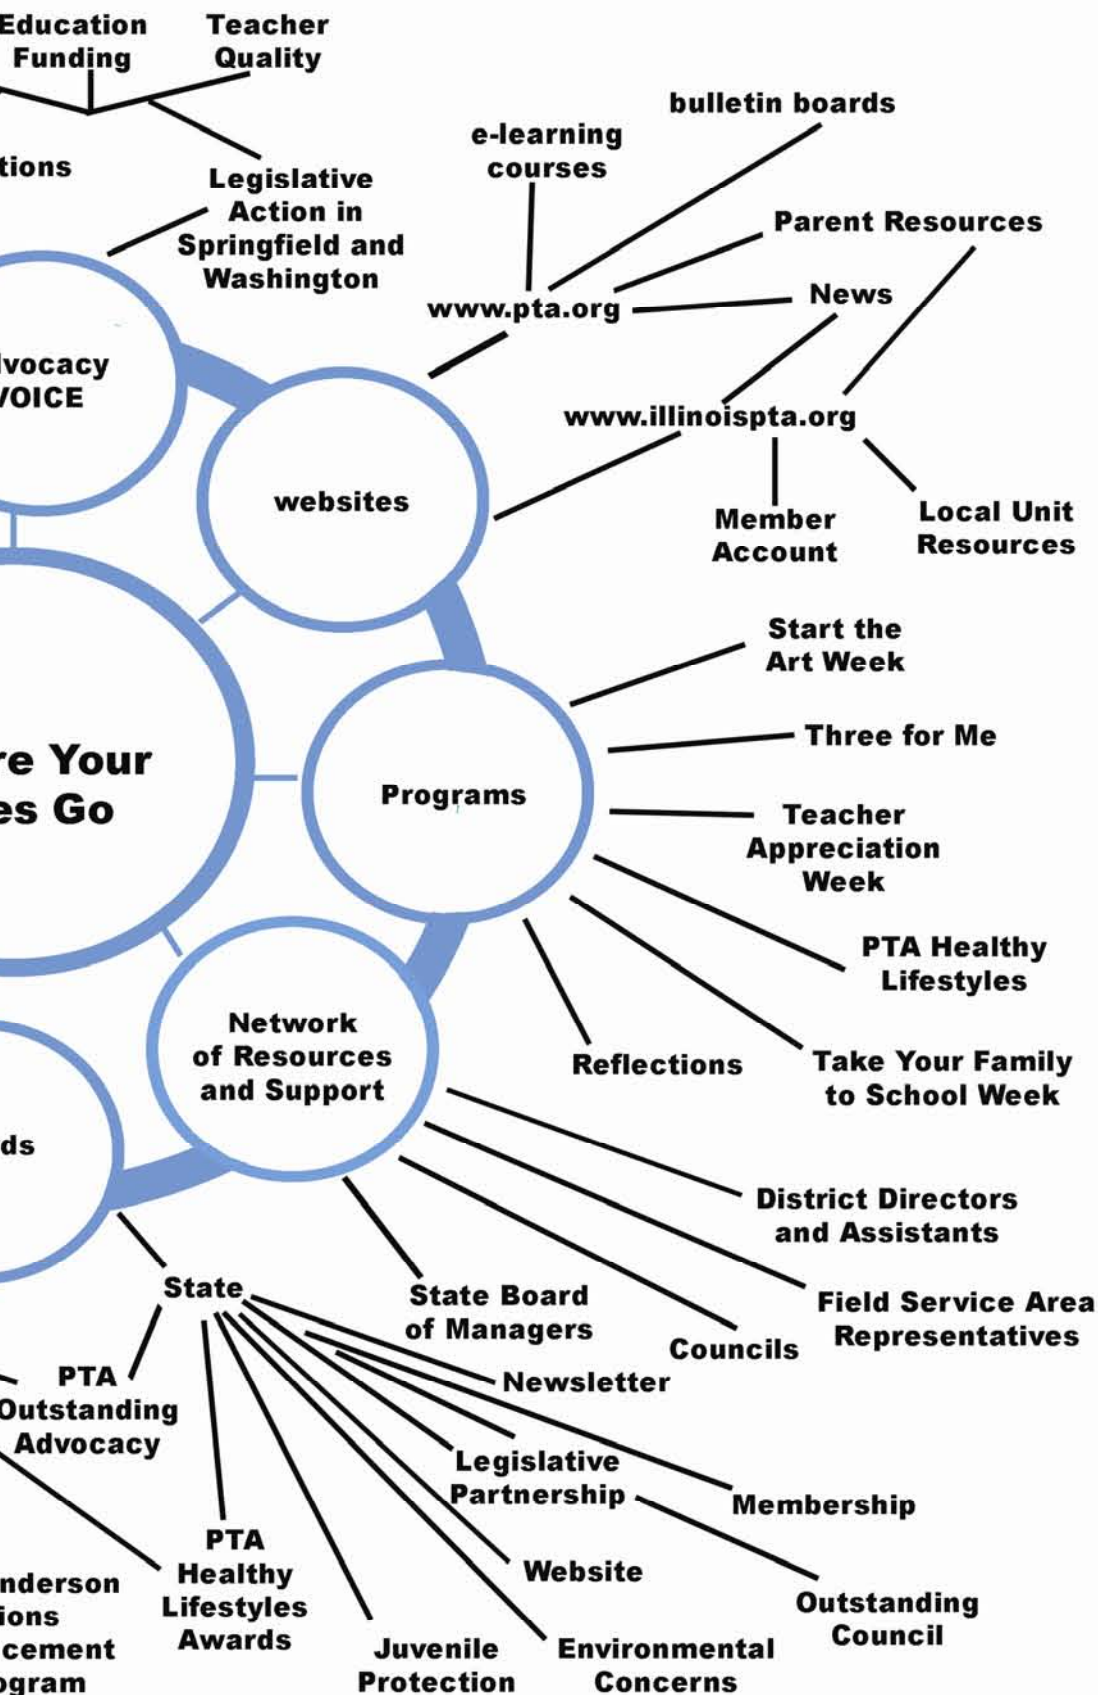 Education
Funding
Teacher
Quality
bulletin boards
e-learning
courses
tions
Legislative
Action in
Springfield and
Washington
Parent Resources
www.pta.org
News
vocacy
VOICE
www.illinoispta.org
websites
Member
Account
Local Unit
Resources
Start the
Art Week
Three for Me
re Your
es Go
Programs
Teacher
Appreciation
Week
PTA Healthy
Lifestyles
Network
of Resources
and Support
Reflections
Take Your Family
to School Week
ds
District Directors
and Assistants
State
State Board
of Managers
Field Service Area
Representatives
Councils
PTA
Outstanding
Advocacy
Newsletter
Legislative
Partnership
Membership
PTA
Healthy
Lifestyles
Awards
Website
nderson
ions
cement
ogram
Outstanding
Council
Juvenile
Protection
Environmental
Concerns